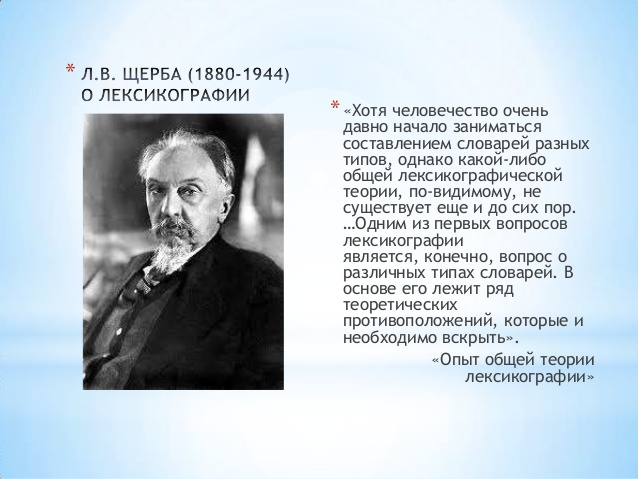 * Л.В. ЩЕРБА (1880-1944)
О ЛЕКСИКОГРАФИИ
* «Хотя человечество очень
давно начало заниматься
составлением словарей разных
типов, однако какой-либо
общей лексикографической
теории, по-видимому, не
существует еще и до сих пор.
…Одним из первых вопросов
лексикографии
является, конечно, вопрос о
различных типах словарей. В
основе его лежит ряд
теоретических
противоположений, которые и
необходимо вскрыть».
«Опыт общей теории
лексикографии»